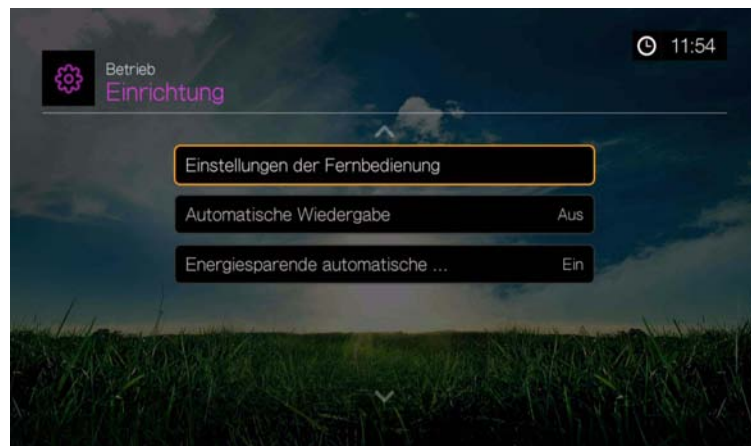 11:54
Betrieb
Einrichtung
Einstellungen der Fernbedienung
Automatische Wiedergabe Aus
Energiesparende automatische ... Ein